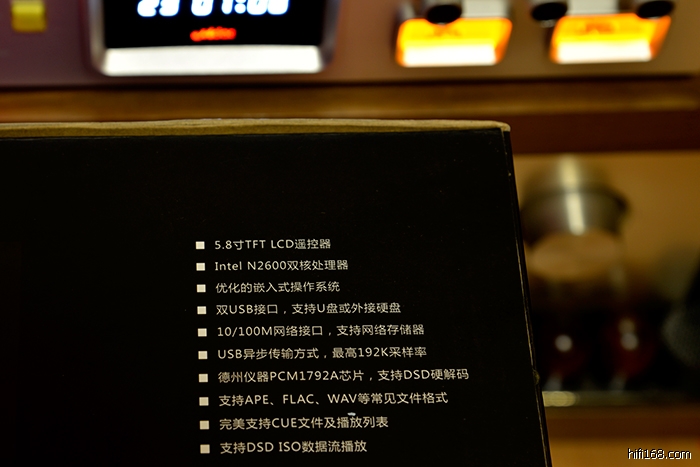 5.8寸TFT LCD遥控器
Intel N2600双核处理器
优化的嵌入式操作系统
双USB接口，支持U盘或外接硬盘
10/100M网络接口，支持网络存储器
USB异步传输方式，最高192K采样率
德州仪器PCM1792A芯片，支持DSD硬解码
支持APE、FLAC、WAV等常见文件格式
完美支持CUE文件及播放列表
支持DSD ISO数据流播放
hifi168.com